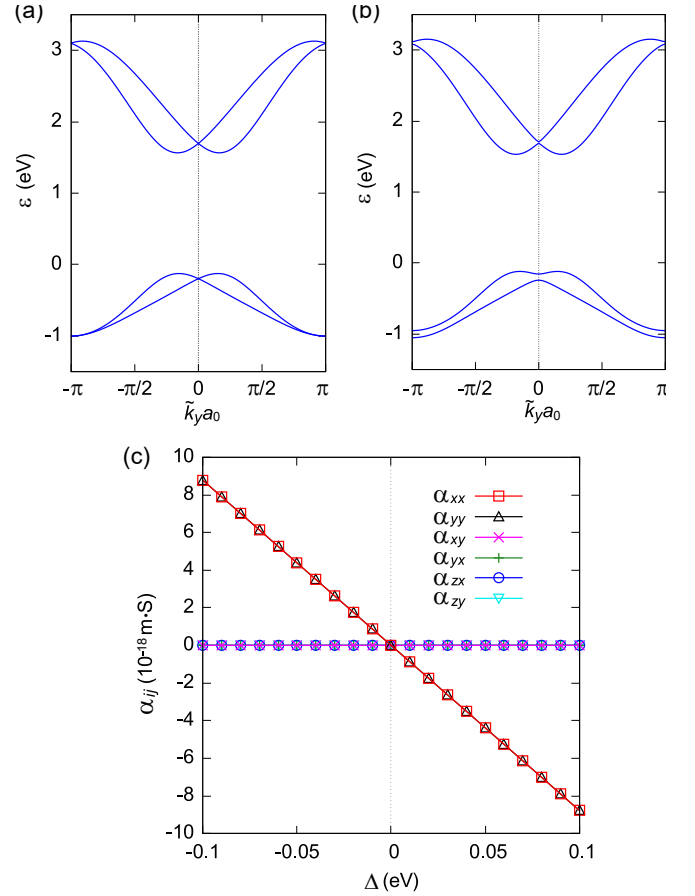 (a)
(b)
3
2
1
0
-1
ε (eV)
-π
-π/2
0
π/2
π
k̃ya0
3
2
1
0
-1
ε (eV)
-π
-π/2
0
π/2
π
k̃ya0
(c)
10
8
6
4
2
0
-2
-4
-6
-8
-10
αij (10-18 m·S)
αxx
αyy
αxy
αyx
αzx
αzy
-0.1
-0.05
0
0.05
0.1
Δ (eV)